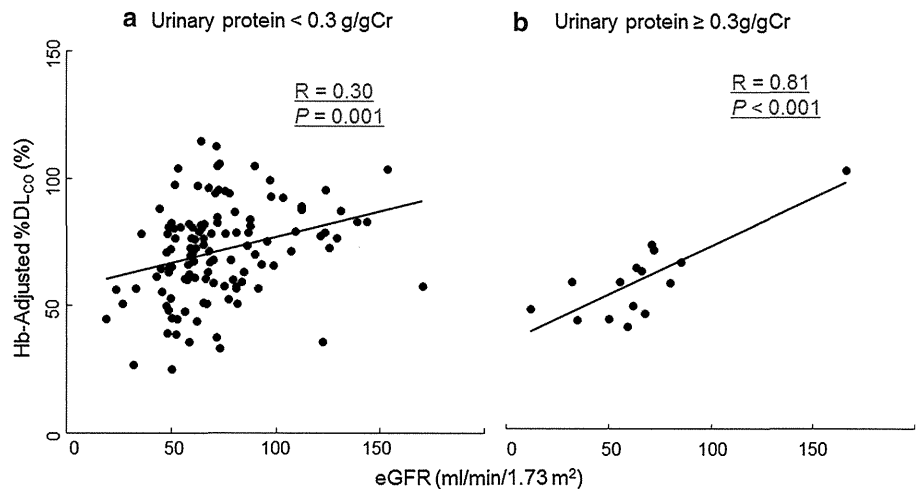 a Urinary protein < 0.3 g/gCr
b Urinary protein ≥ 0.3g/gCr
R = 0.30
P = 0.001
R = 0.81
P < 0.001
Hb-Adjusted %DLCO (%)
150
100
50
0
0 50 100 150
0 50 100 150
eGFR (ml/min/1.73 m²)